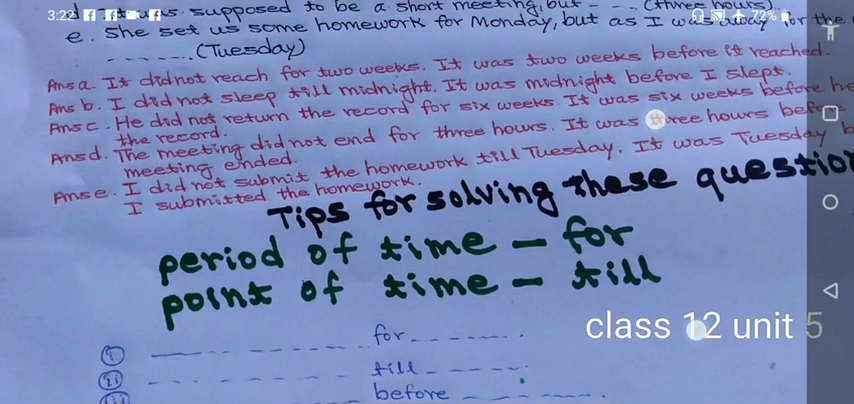 3:22
72%
supposed to be a short meeting, but - - . (three hours)
e. She set us some homework for Monday, but as I was away for the
(Tuesday)
Ans a. It did not reach for two weeks. It was two weeks before it reached.
Ans b. I did not sleep till midnight. It was midnight before I slept.
Ans c. He did not return the record for six weeks. It was six weeks before he
the record.
Ans d. The meeting did not end for three hours. It was three hours before
meeting ended.
Ans e. I did not submit the homework till Tuesday. It was Tuesday b
I submitted the homework.
Tips for solving these question
period of time - for
point of time - till
class 12 unit 5
(i) for
(ii) till
(iii) before